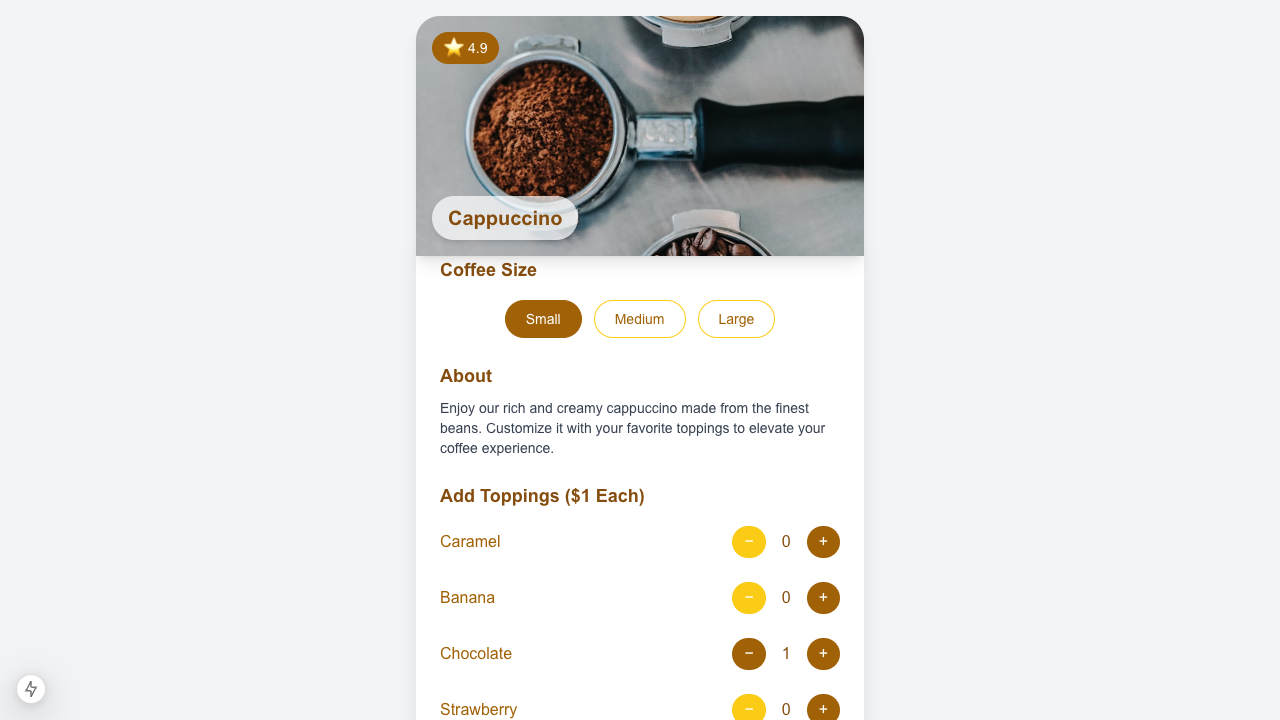 ⭐ 4.9
Cappuccino
Coffee Size
Small Medium Large
About
Enjoy our rich and creamy cappuccino made from the finest
beans. Customize it with your favorite toppings to elevate your
coffee experience.
Add Toppings ($1 Each)
Caramel − 0 +
Banana − 0 +
Chocolate − 1 +
Strawberry − 0 +